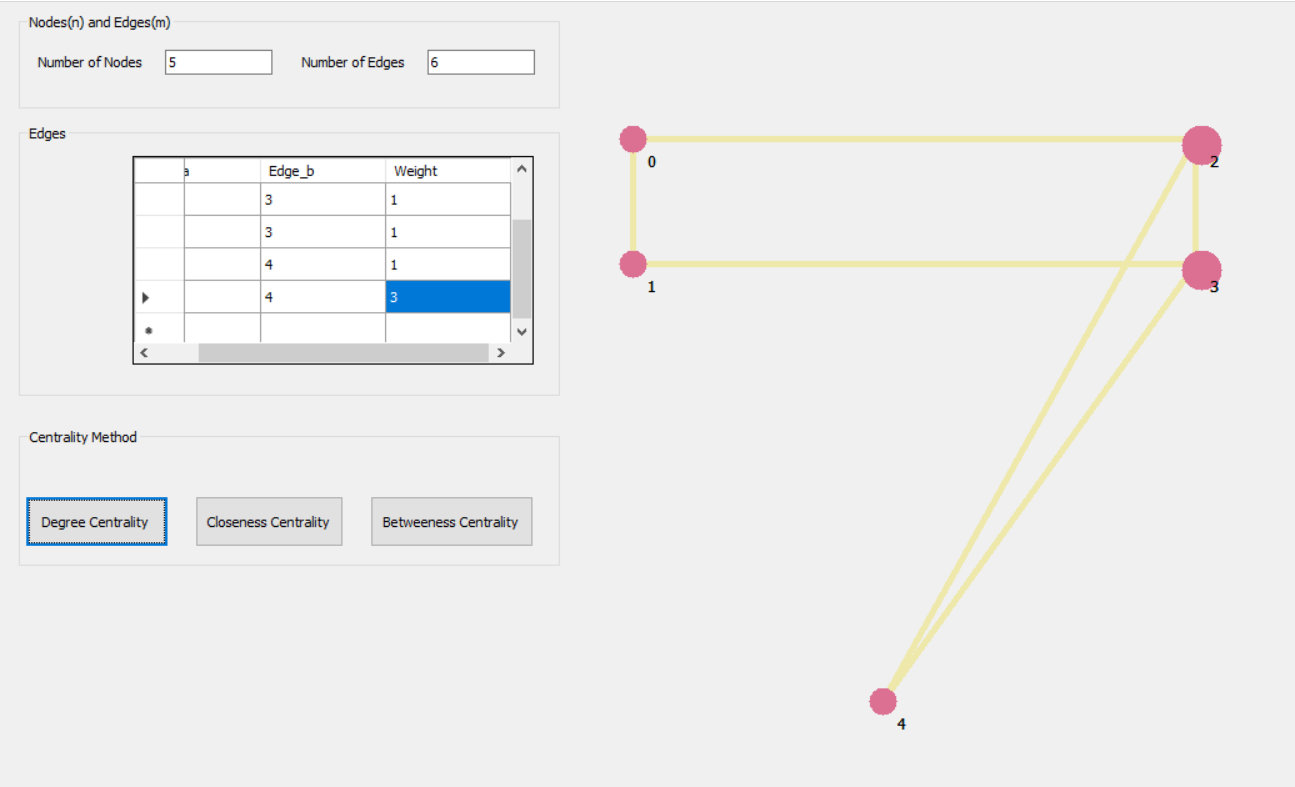 Nodes(n) and Edges(m)
Number of Nodes 5 Number of Edges 6
Edges
a Edge_b Weight
3 1
3 1
4 1
4 3
Centrality Method
Degree Centrality Closeness Centrality Betweeness Centrality
0
2
1
3
4